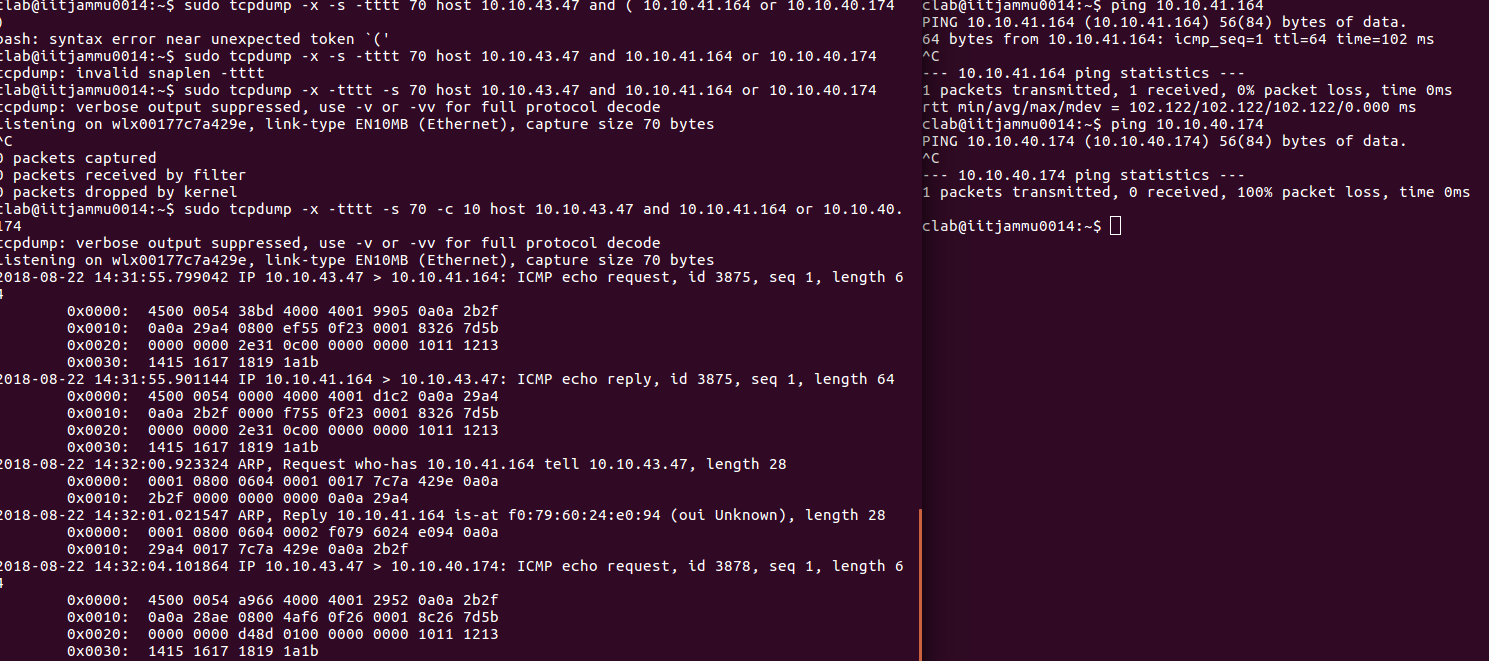 clab@iitjammu0014:~$ sudo tcpdump -x -s -tttt 70 host 10.10.43.47 and ( 10.10.41.164 or 10.10.40.174
)
bash: syntax error near unexpected token `('
clab@iitjammu0014:~$ sudo tcpdump -x -s -tttt 70 host 10.10.43.47 and 10.10.41.164 or 10.10.40.174
tcpdump: invalid snaplen -tttt
clab@iitjammu0014:~$ sudo tcpdump -x -tttt -s 70 host 10.10.43.47 and 10.10.41.164 or 10.10.40.174
tcpdump: verbose output suppressed, use -v or -vv for full protocol decode
listening on wlx00177c7a429e, link-type EN10MB (Ethernet), capture size 70 bytes
^C
0 packets captured
0 packets received by filter
0 packets dropped by kernel
clab@iitjammu0014:~$ sudo tcpdump -x -tttt -s 70 -c 10 host 10.10.43.47 and 10.10.41.164 or 10.10.40.
174
tcpdump: verbose output suppressed, use -v or -vv for full protocol decode
listening on wlx00177c7a429e, link-type EN10MB (Ethernet), capture size 70 bytes
2018-08-22 14:31:55.799042 IP 10.10.43.47 > 10.10.41.164: ICMP echo request, id 3875, seq 1, length 6
4
0x0000: 4500 0054 38bd 4000 4001 9905 0a0a 2b2f
0x0010: 0a0a 29a4 0800 ef55 0f23 0001 8326 7d5b
0x0020: 0000 0000 2e31 0c00 0000 0000 1011 1213
0x0030: 1415 1617 1819 1a1b
2018-08-22 14:31:55.901144 IP 10.10.41.164 > 10.10.43.47: ICMP echo reply, id 3875, seq 1, length 64
0x0000: 4500 0054 0000 4000 4001 d1c2 0a0a 29a4
0x0010: 0a0a 2b2f 0000 f755 0f23 0001 8326 7d5b
0x0020: 0000 0000 2e31 0c00 0000 0000 1011 1213
0x0030: 1415 1617 1819 1a1b
2018-08-22 14:32:00.923324 ARP, Request who-has 10.10.41.164 tell 10.10.43.47, length 28
0x0000: 0001 0800 0604 0001 0017 7c7a 429e 0a0a
0x0010: 2b2f 0000 0000 0000 0a0a 29a4
2018-08-22 14:32:01.021547 ARP, Reply 10.10.41.164 is-at f0:79:60:24:e0:94 (oui Unknown), length 28
0x0000: 0001 0800 0604 0002 f079 6024 e094 0a0a
0x0010: 29a4 0017 7c7a 429e 0a0a 2b2f
2018-08-22 14:32:04.101864 IP 10.10.43.47 > 10.10.40.174: ICMP echo request, id 3878, seq 1, length 6
4
0x0000: 4500 0054 a966 4000 4001 2952 0a0a 2b2f
0x0010: 0a0a 28ae 0800 4af6 0f26 0001 8c26 7d5b
0x0020: 0000 0000 d48d 0100 0000 0000 1011 1213
0x0030: 1415 1617 1819 1a1b
clab@iitjammu0014:~$ ping 10.10.41.164
PING 10.10.41.164 (10.10.41.164) 56(84) bytes of data.
64 bytes from 10.10.41.164: icmp_seq=1 ttl=64 time=102 ms
^C
--- 10.10.41.164 ping statistics ---
1 packets transmitted, 1 received, 0% packet loss, time 0ms
rtt min/avg/max/mdev = 102.122/102.122/102.122/0.000 ms
clab@iitjammu0014:~$ ping 10.10.40.174
PING 10.10.40.174 (10.10.40.174) 56(84) bytes of data.
^C
--- 10.10.40.174 ping statistics ---
1 packets transmitted, 0 received, 100% packet loss, time 0ms
clab@iitjammu0014:~$